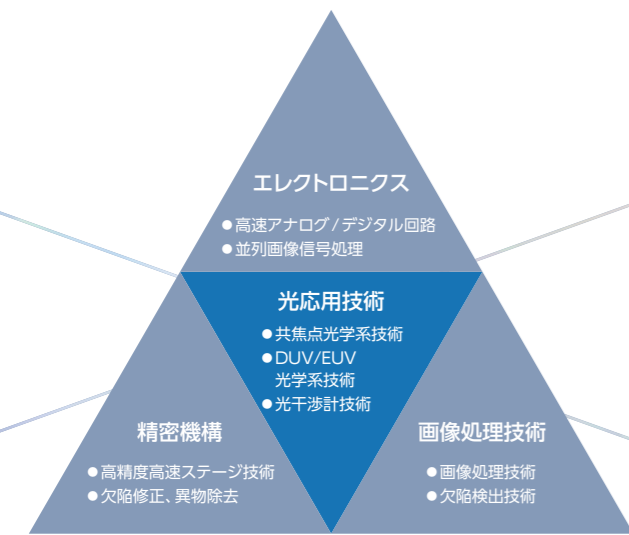 エレクトロニクス
●高速アナログ/デジタル回路
●並列画像信号処理
光応用技術
●共焦点光学系技術
●DUV/EUV
光学系技術
●光干渉計技術
精密機構
●高精度高速ステージ技術
●欠陥修正、異物除去
画像処理技術
●画像処理技術
●欠陥検出技術